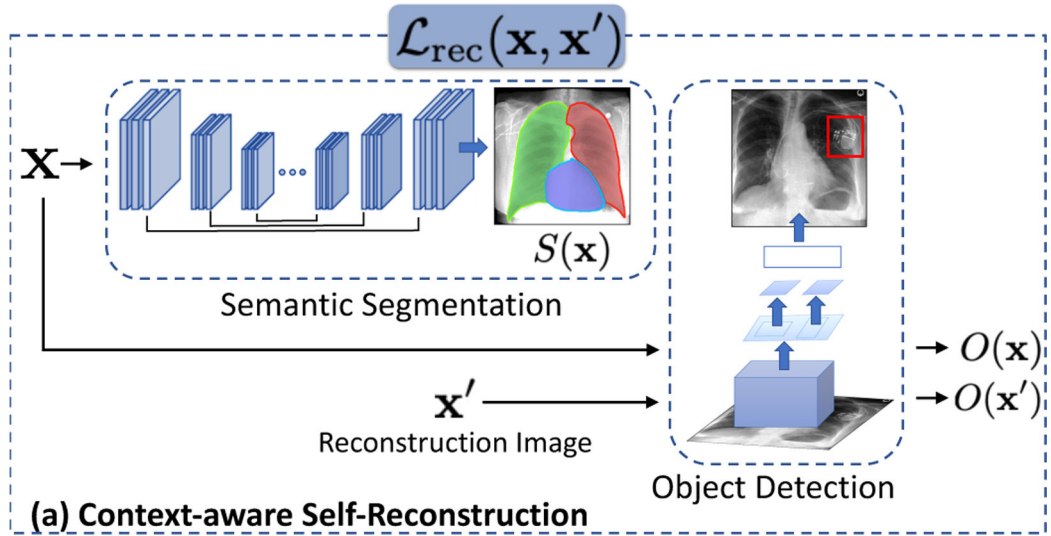 ℒrec(x, x′)
x
S(x)
Semantic Segmentation
O(x)
x′
O(x′)
Reconstruction Image
Object Detection
(a) Context-aware Self-Reconstruction